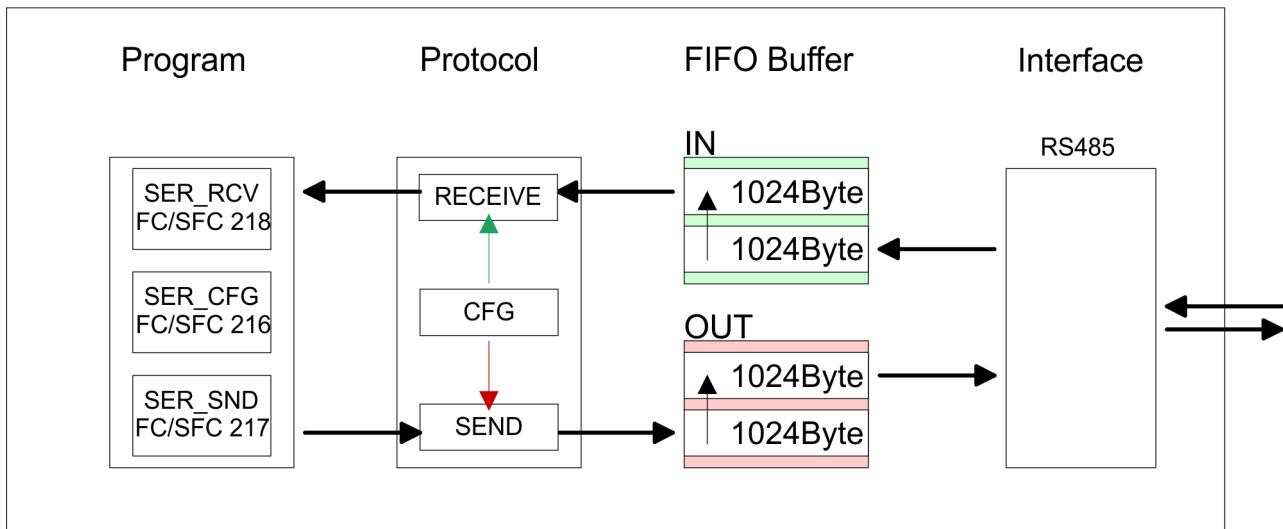 Program
Protocol
FIFO Buffer
Interface
IN
RS485
SER_RCV
FC/SFC 218
RECEIVE
1024Byte
1024Byte
SER_CFG
FC/SFC 216
CFG
OUT
1024Byte
SER_SND
FC/SFC 217
SEND
1024Byte